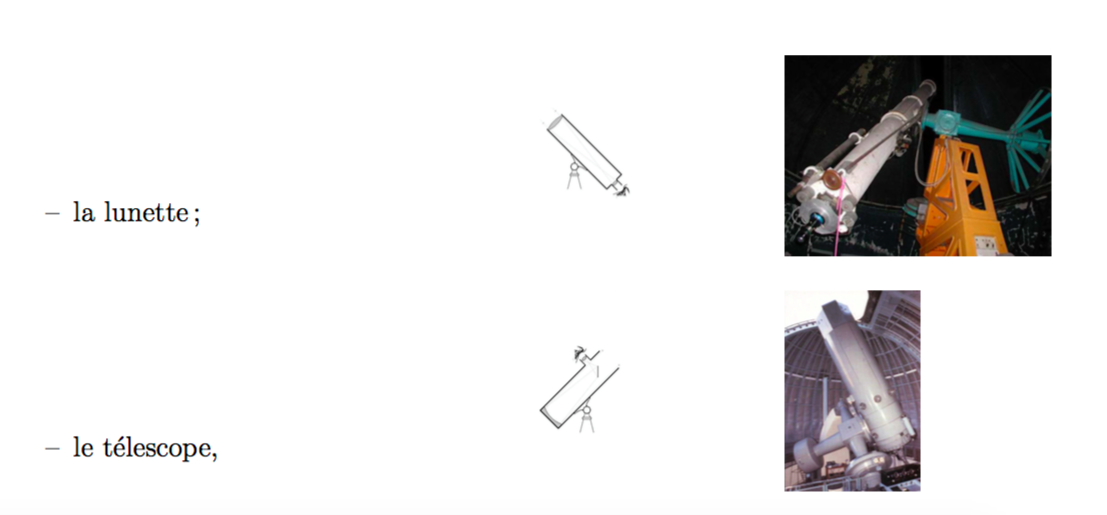 – la lunette ;
– le télescope,